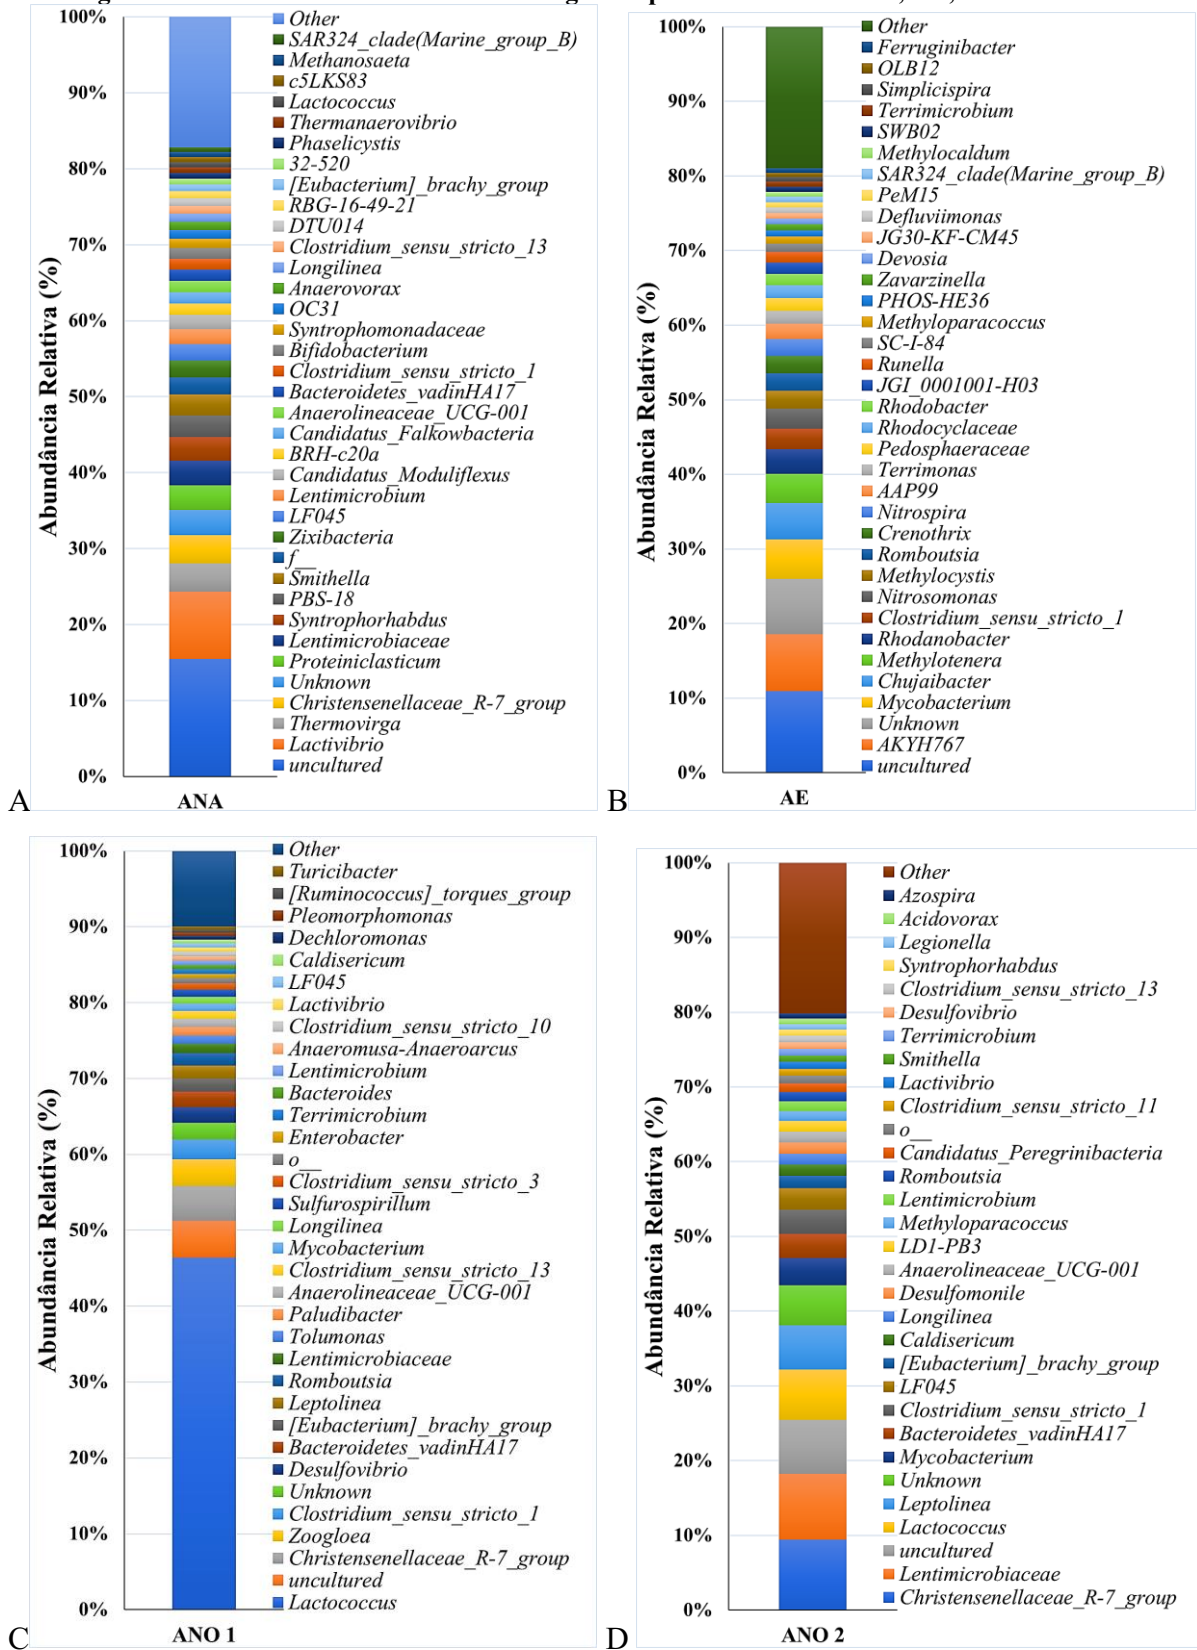 Abundância Relativa (%)
100%
90%
80%
70%
60%
50%
40%
30%
20%
10%
0%
Other
SAR324_clade(Marine_group_B)
Methanosaeta
c5LKS83
Lactococcus
Thermanaerovibrio
Phaselicystis
32-520
[Eubacterium]_brachy_group
RBG-16-49-21
DTU014
Clostridium_sensu_stricto_13
Longilinea
Anaerovorax
OC31
Syntrophomonadaceae
Bifidobacterium
Clostridium_sensu_stricto_1
Bacteroidetes_vadinHA17
Anaerolineaceae_UCG-001
Candidatus_Falkowbacteria
BRH-c20a
Candidatus_Moduliflexus
Lentimicrobium
LF045
Zixibacteria
f__
Smithella
PBS-18
Syntrophorhabdus
Lentimicrobiaceae
Proteiniclasticum
Unknown
Christensenellaceae_R-7_group
Thermovirga
Lactivibrio
uncultured
A
ANA
Abundância Relativa (%)
100%
90%
80%
70%
60%
50%
40%
30%
20%
10%
0%
Other
Ferruginibacter
OLB12
Simplicispira
Terrimicrobium
SWB02
Methylocaldum
SAR324_clade(Marine_group_B)
PeM15
Defluviimonas
JG30-KF-CM45
Devosia
Zavarzinella
PHOS-HE36
Methyloparacoccus
SC-I-84
Runella
JGI_0001001-H03
Rhodobacter
Rhodocyclaceae
Pedosphaeraceae
Terrimonas
AAP99
Nitrospira
Crenothrix
Romboutsia
Methylocystis
Nitrosomonas
Clostridium_sensu_stricto_1
Rhodanobacter
Methylotenera
Chujaibacter
Mycobacterium
Unknown
AKYH767
uncultured
B
AE
Abundância Relativa (%)
100%
90%
80%
70%
60%
50%
40%
30%
20%
10%
0%
Other
Turicibacter
[Ruminococcus]_torques_group
Pleomorphomonas
Dechloromonas
Caldisericum
LF045
Lactivibrio
Clostridium_sensu_stricto_10
Anaeromusa-Anaeroarcus
Lentimicrobium
Bacteroides
Terrimicrobium
Enterobacter
o__
Clostridium_sensu_stricto_3
Sulfurospirillum
Longilinea
Mycobacterium
Clostridium_sensu_stricto_13
Anaerolineaceae_UCG-001
Paludibacter
Tolumonas
Lentimicrobiaceae
Romboutsia
Leptolinea
[Eubacterium]_brachy_group
Bacteroidetes_vadinHA17
Desulfovibrio
Unknown
Clostridium_sensu_stricto_1
Zoogloea
Christensenellaceae_R-7_group
uncultured
Lactococcus
C
ANO 1
Abundância Relativa (%)
100%
90%
80%
70%
60%
50%
40%
30%
20%
10%
0%
Other
Azospira
Acidovorax
Legionella
Syntrophorhabdus
Clostridium_sensu_stricto_13
Desulfovibrio
Terrimicrobium
Smithella
Lactivibrio
Clostridium_sensu_stricto_11
o__
Candidatus_Peregrinibacteria
Romboutsia
Lentimicrobium
Methyloparacoccus
LD1-PB3
Anaerolineaceae_UCG-001
Desulfomonile
Longilinea
Caldisericum
[Eubacterium]_brachy_group
LF045
Clostridium_sensu_stricto_1
Bacteroidetes_vadinHA17
Mycobacterium
Unknown
Leptolinea
Lactococcus
uncultured
Lentimicrobiaceae
Christensenellaceae_R-7_group
D
ANO 2